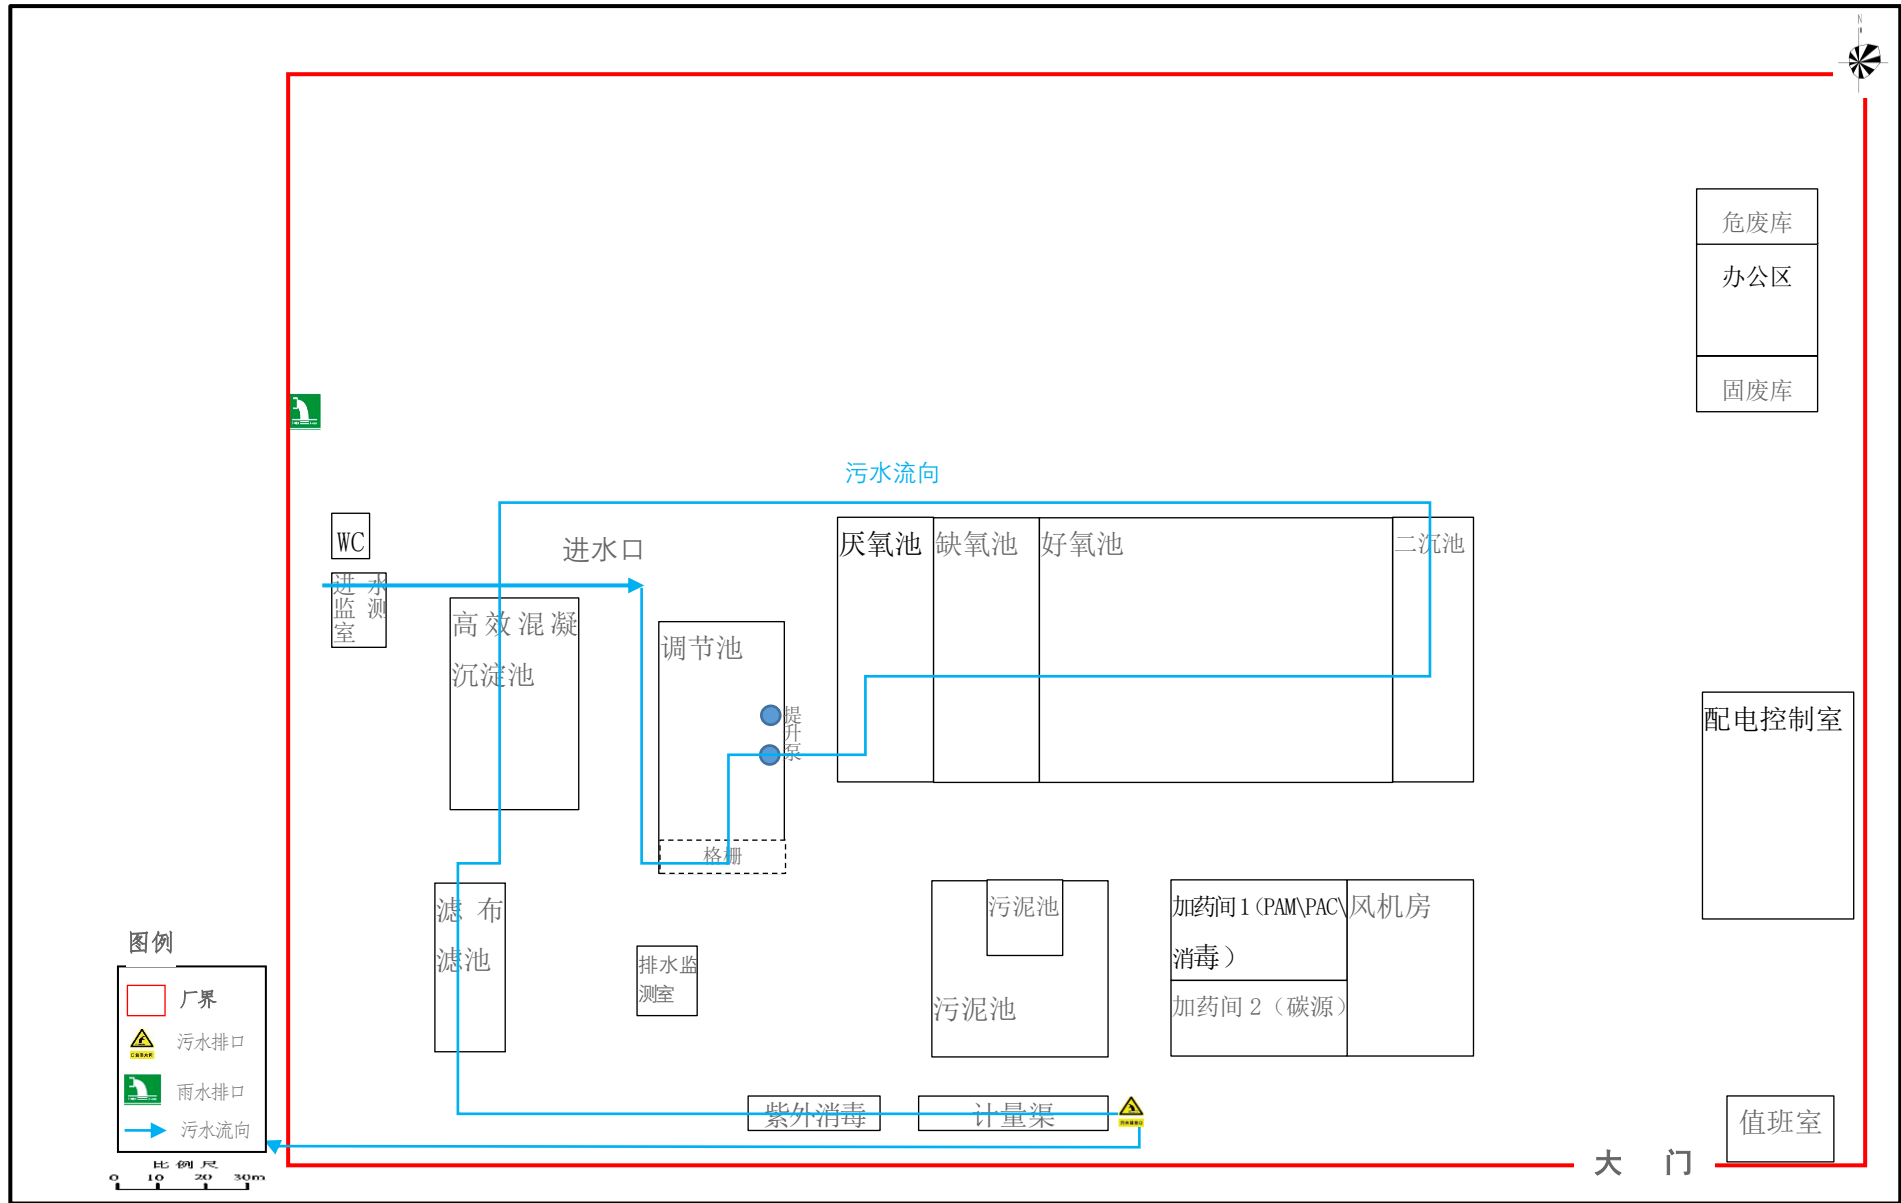 N
危废库
办公区
固废库
污水流向
WC
进水口
厌氧池
缺氧池
好氧池
二沉池
进 水
监 测
室
高效混凝
沉淀池
调节池
提
升
泵
配电控制室
格栅
滤 布
滤池
排水监
测室
污泥池
污泥池
加药间1(PAM\PAC\
消毒)
加药间2（碳源）
风机房
图例
厂界
污水排口
雨水排口
污水流向
紫外消毒
计量渠
值班室
大 门
比 例 尺
0 10 20 30m